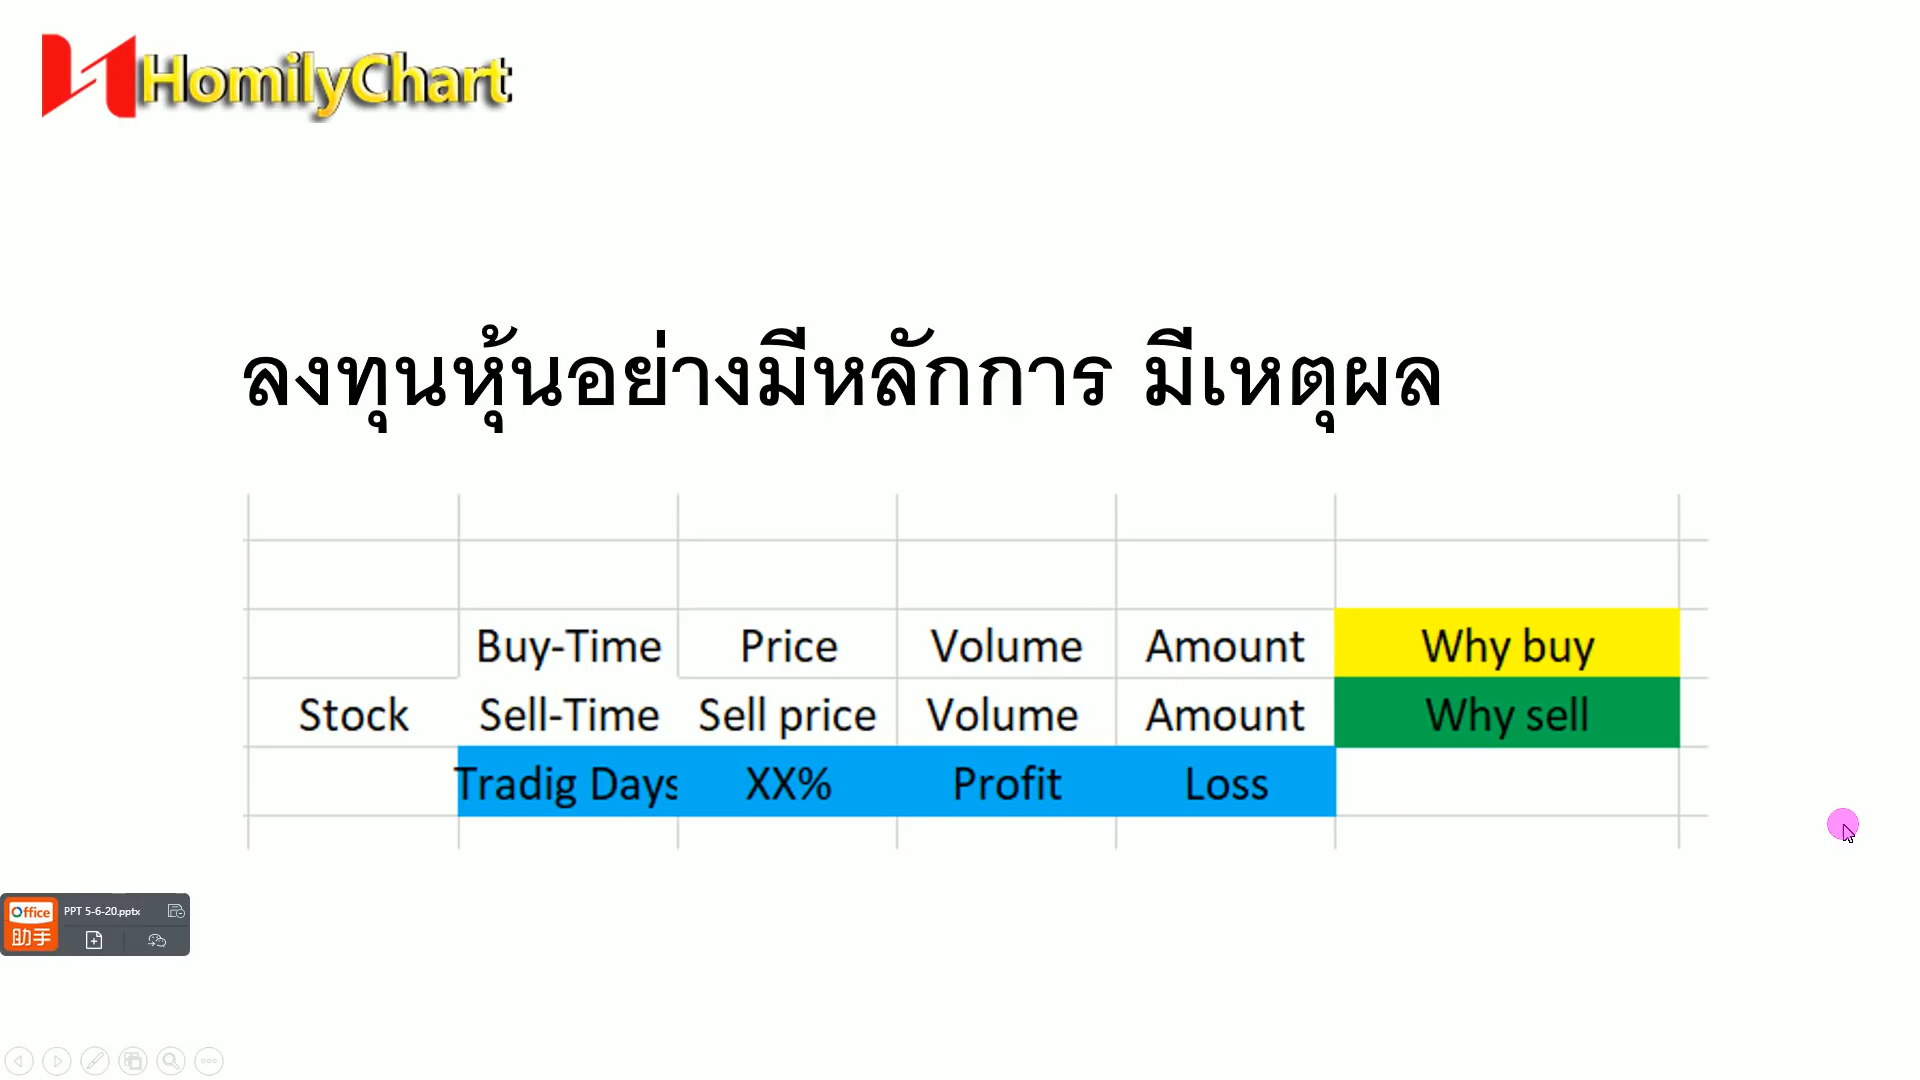 HomilyChart
ลงทุนหุ้นอย่างมีหลักการ มีเหตุผล
Buy-Time Price Volume Amount Why buy
Stock Sell-Time Sell price Volume Amount Why sell
Tradig Days XX% Profit Loss
Office PPT 5-6-20.pptx
助手